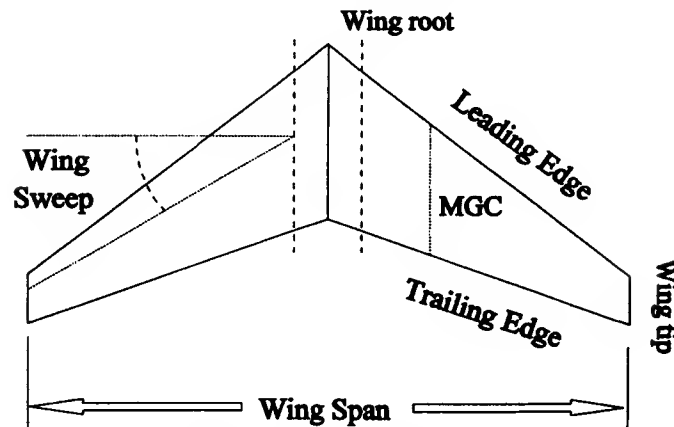 Wing root
Leading Edge
Wing
Sweep
MGC
Trailing Edge
Wing tip
Wing Span